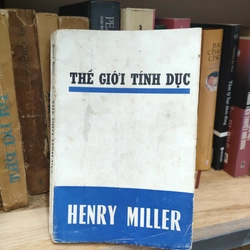 THẾ GIỚI TÍNH DỤC
HENRY MILLER